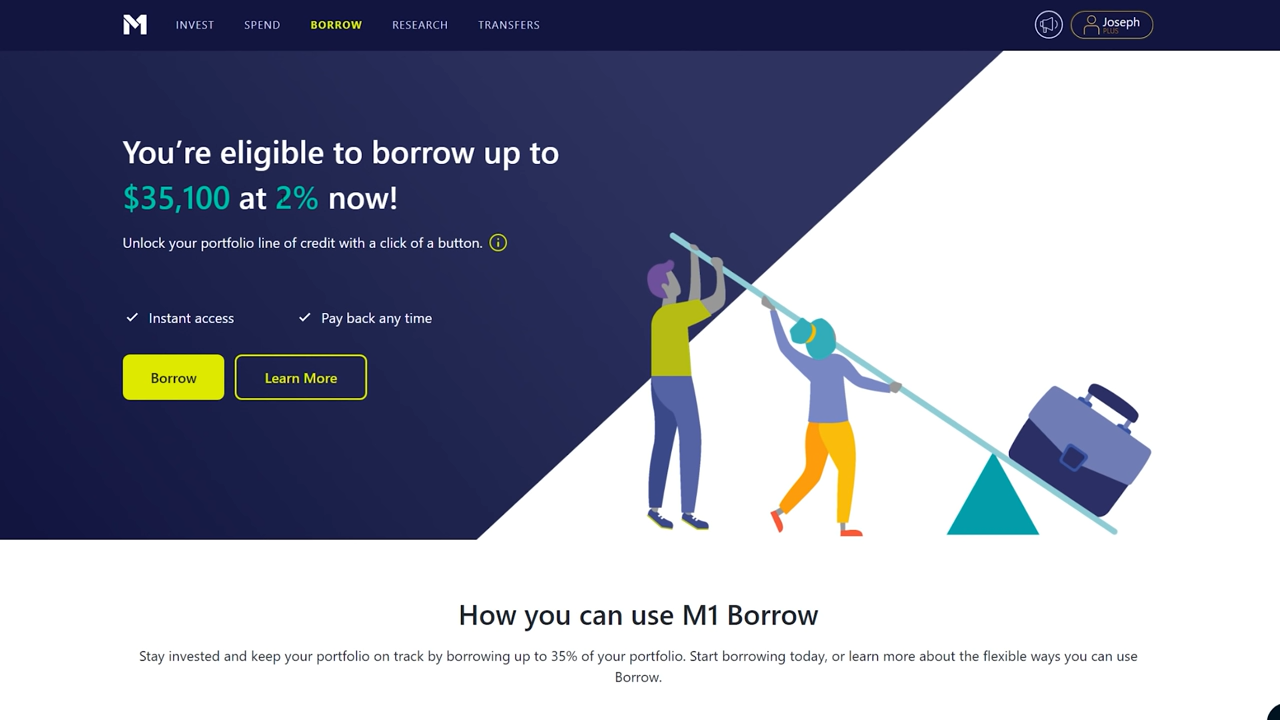 M INVEST SPEND BORROW RESEARCH TRANSFERS Joseph
PLUS
You’re eligible to borrow up to
$35,100 at 2% now!
Unlock your portfolio line of credit with a click of a button.
Instant access Pay back any time
Borrow Learn More
How you can use M1 Borrow
Stay invested and keep your portfolio on track by borrowing up to 35% of your portfolio. Start borrowing today, or learn more about the flexible ways you can use
Borrow.